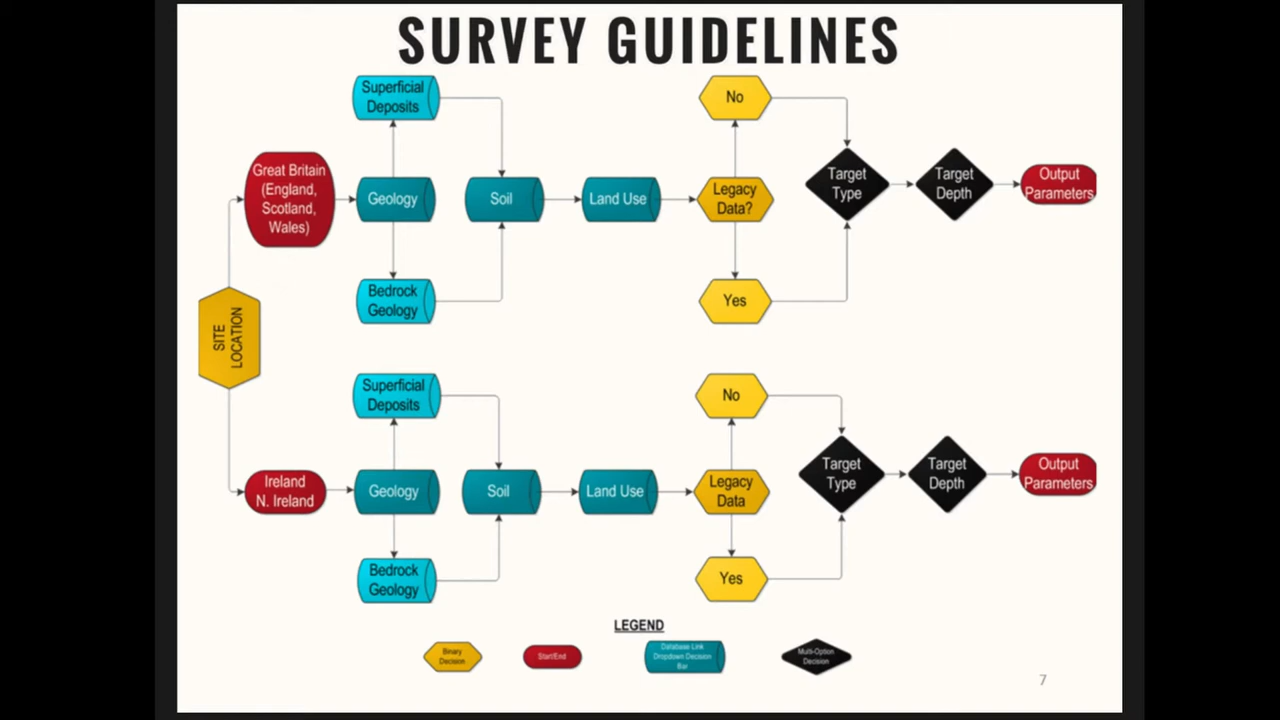 SURVEY GUIDELINES
Superficial
Deposits
No
Great Britain
(England,
Scotland,
Wales)
Geology
Soil
Land Use
Legacy
Data?
Target
Type
Target
Depth
Output
Parameters
Bedrock
Geology
Yes
SITE
LOCATION
Superficial
Deposits
No
Ireland
N. Ireland
Geology
Soil
Land Use
Legacy
Data
Target
Type
Target
Depth
Output
Parameters
Bedrock
Geology
Yes
LEGEND
Binary
Decision
Start/End
Database Link
Dropdown Decision
Bar
Multi-Option
Decision
7